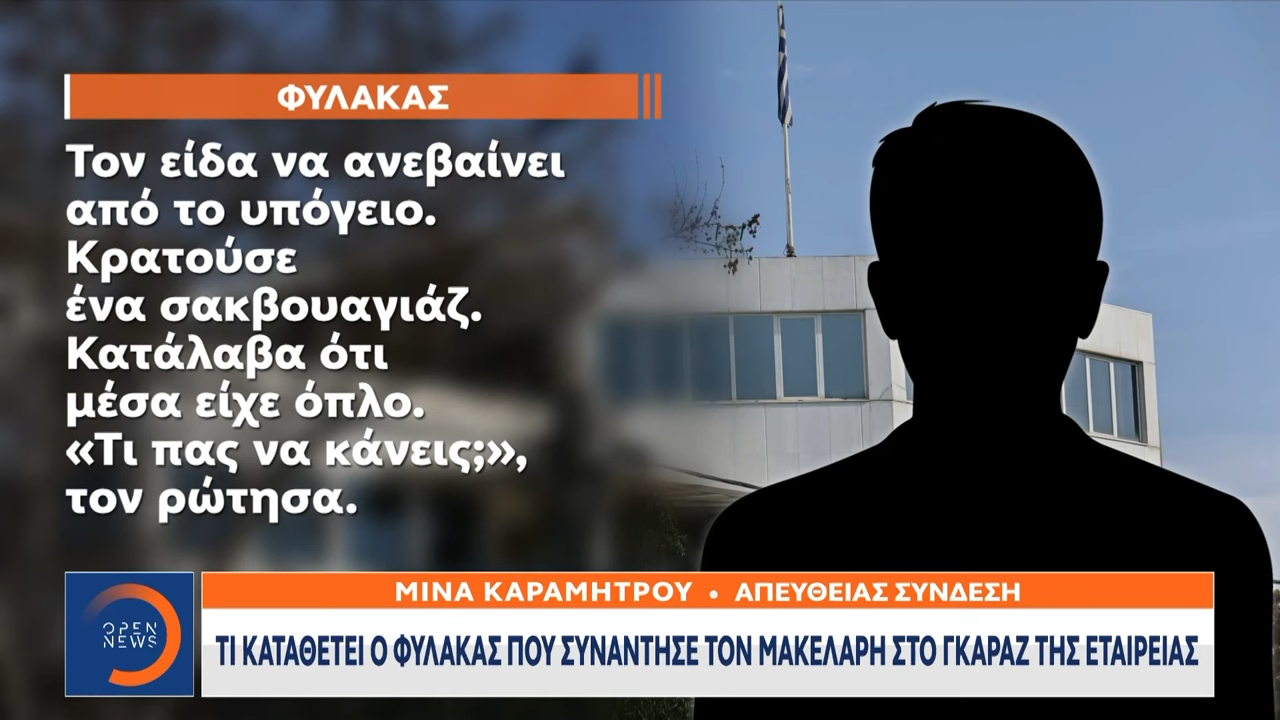 ΦΥΛΑΚΑΣ
Τον είδα να ανεβαίνει
από το υπόγειο.
Κρατούσε
ένα σακβουαγιάζ.
Κατάλαβα ότι
μέσα είχε όπλο.
«Τι πας να κάνεις;»,
τον ρώτησα.
ΜΙΝΑ ΚΑΡΑΜΗΤΡΟΥ • ΑΠΕΥΘΕΙΑΣ ΣΥΝΔΕΣΗ
OPEN
NEWS
ΤΙ ΚΑΤΑΘΕΤΕΙ Ο ΦΥΛΑΚΑΣ ΠΟΥ ΣΥΝΑΝΤΗΣΕ ΤΟΝ ΜΑΚΕΛΑΡΗ ΣΤΟ ΓΚΑΡΑΖ ΤΗΣ ΕΤΑΙΡΕΙΑΣ